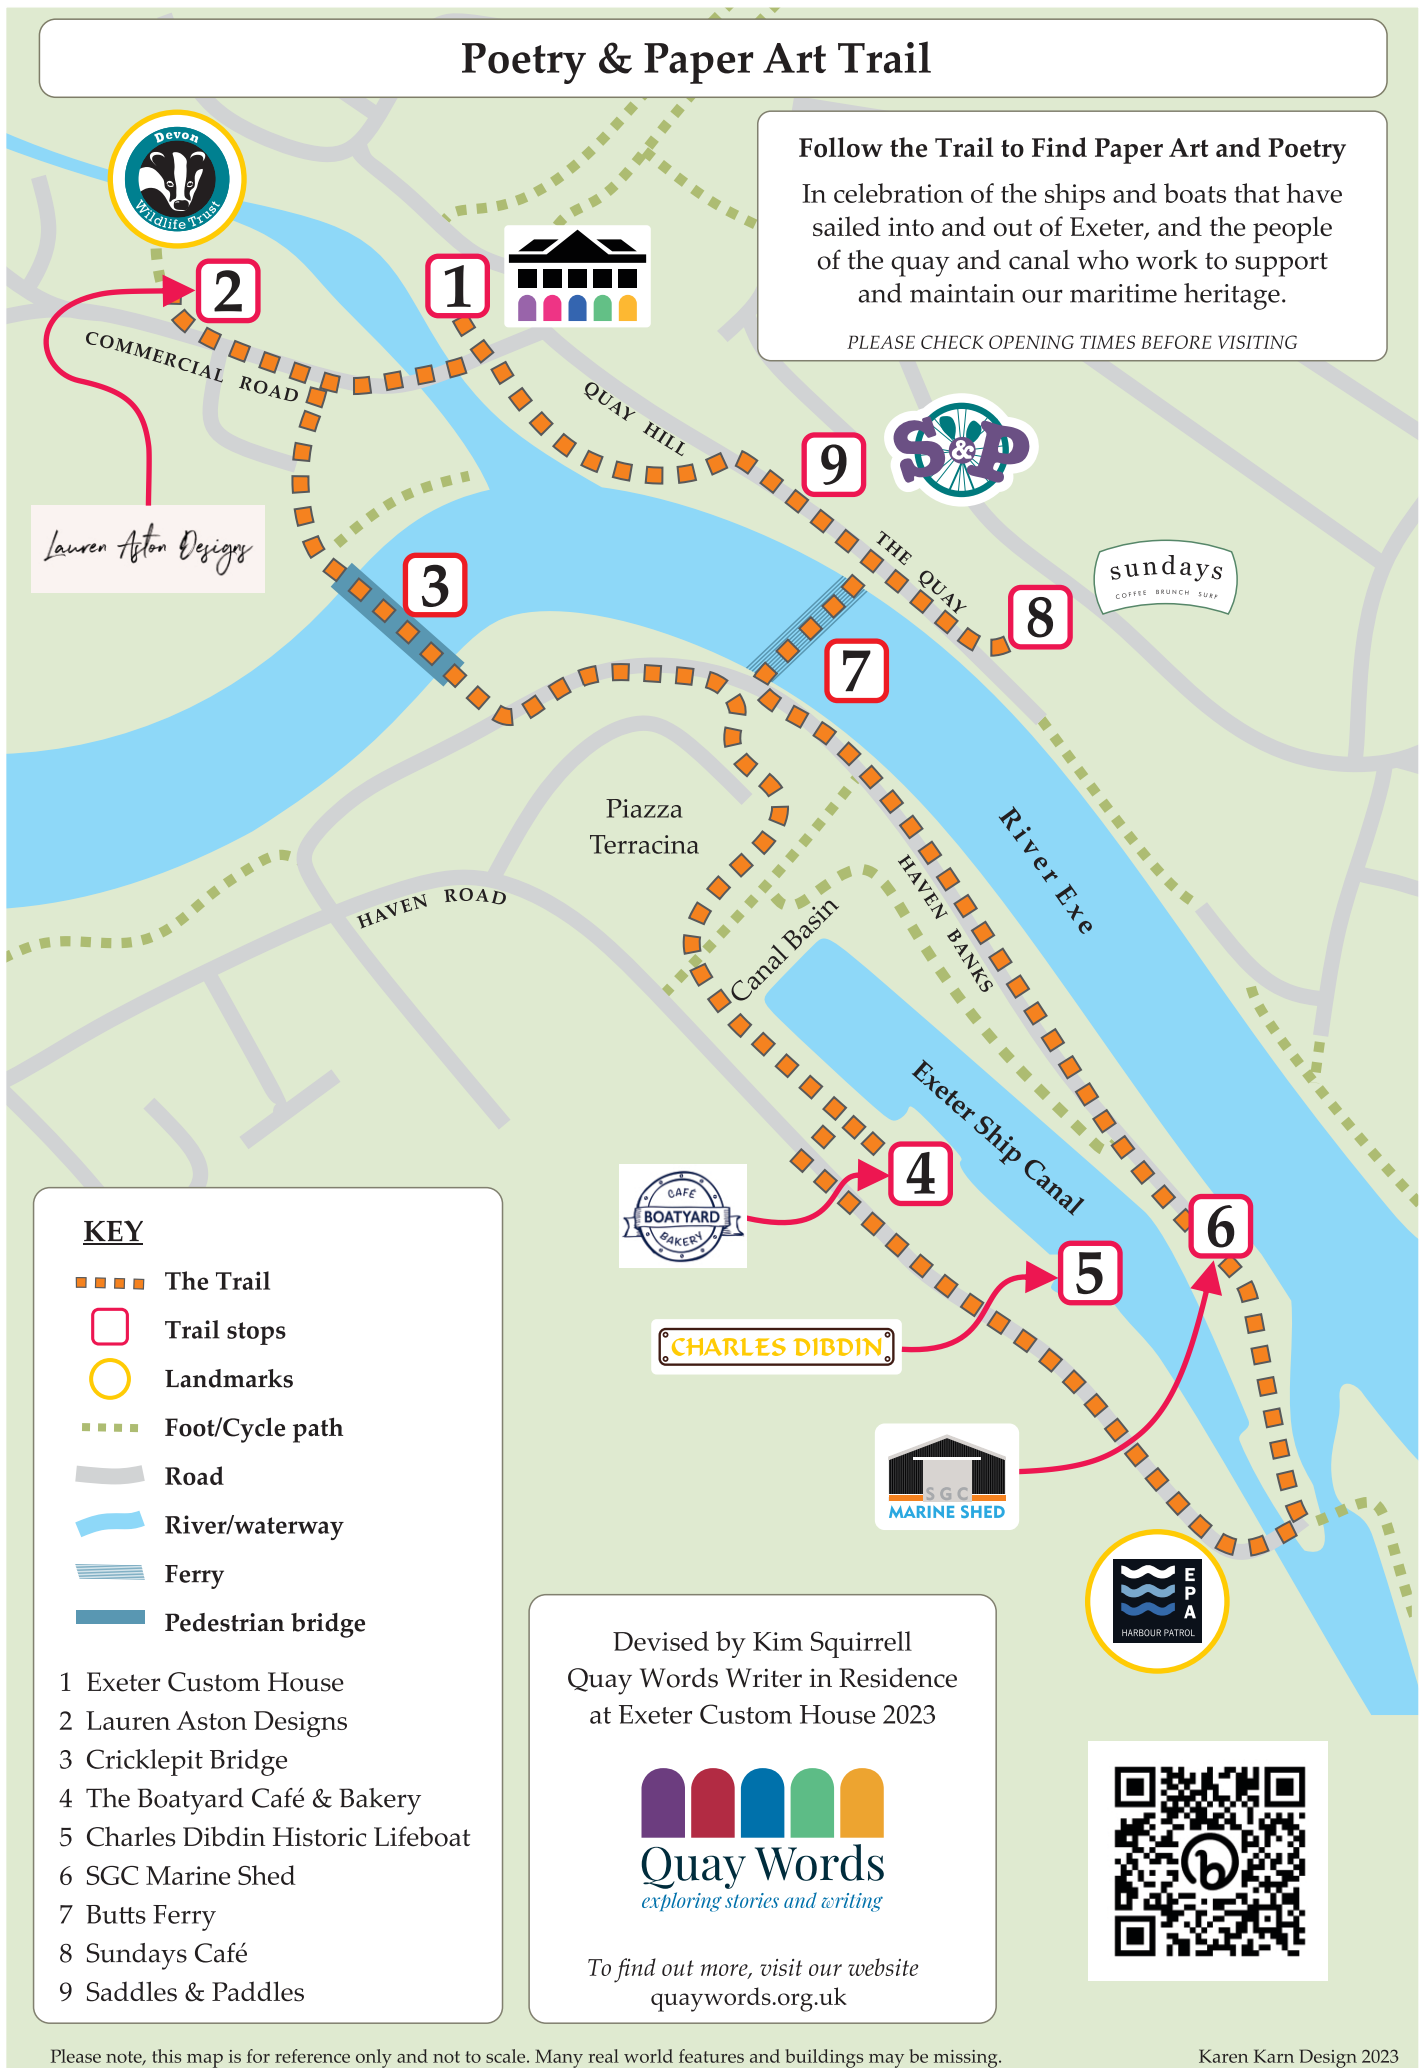 Poetry & Paper Art Trail
Follow the Trail to Find Paper Art and Poetry
In celebration of the ships and boats that have
sailed into and out of Exeter, and the people
of the quay and canal who work to support
and maintain our maritime heritage.
PLEASE CHECK OPENING TIMES BEFORE VISITING
Devon
Wildlife Trust
2
1
COMMERCIAL ROAD
QUAY HILL
9
S&P
Lauren Aston Designs
3
THE QUAY
sundays
COFFEE BRUNCH SURF
8
7
Piazza
Terracina
River Exe
HAVEN ROAD
HAVEN BANKS
Canal Basin
Exeter Ship Canal
4
CAFÉ
BOATYARD
BAKERY
6
5
CHARLES DIBDIN
SGC
MARINE SHED
EPA
HARBOUR PATROL
KEY
The Trail
Trail stops
Landmarks
Foot/Cycle path
Road
River/waterway
Ferry
Pedestrian bridge
1 Exeter Custom House
2 Lauren Aston Designs
3 Cricklepit Bridge
4 The Boatyard Café & Bakery
5 Charles Dibdin Historic Lifeboat
6 SGC Marine Shed
7 Butts Ferry
8 Sundays Café
9 Saddles & Paddles
Devised by Kim Squirrell
Quay Words Writer in Residence
at Exeter Custom House 2023
Quay Words
exploring stories and writing
To find out more, visit our website
quaywords.org.uk
b
Please note, this map is for reference only and not to scale. Many real world features and buildings may be missing.
Karen Karn Design 2023